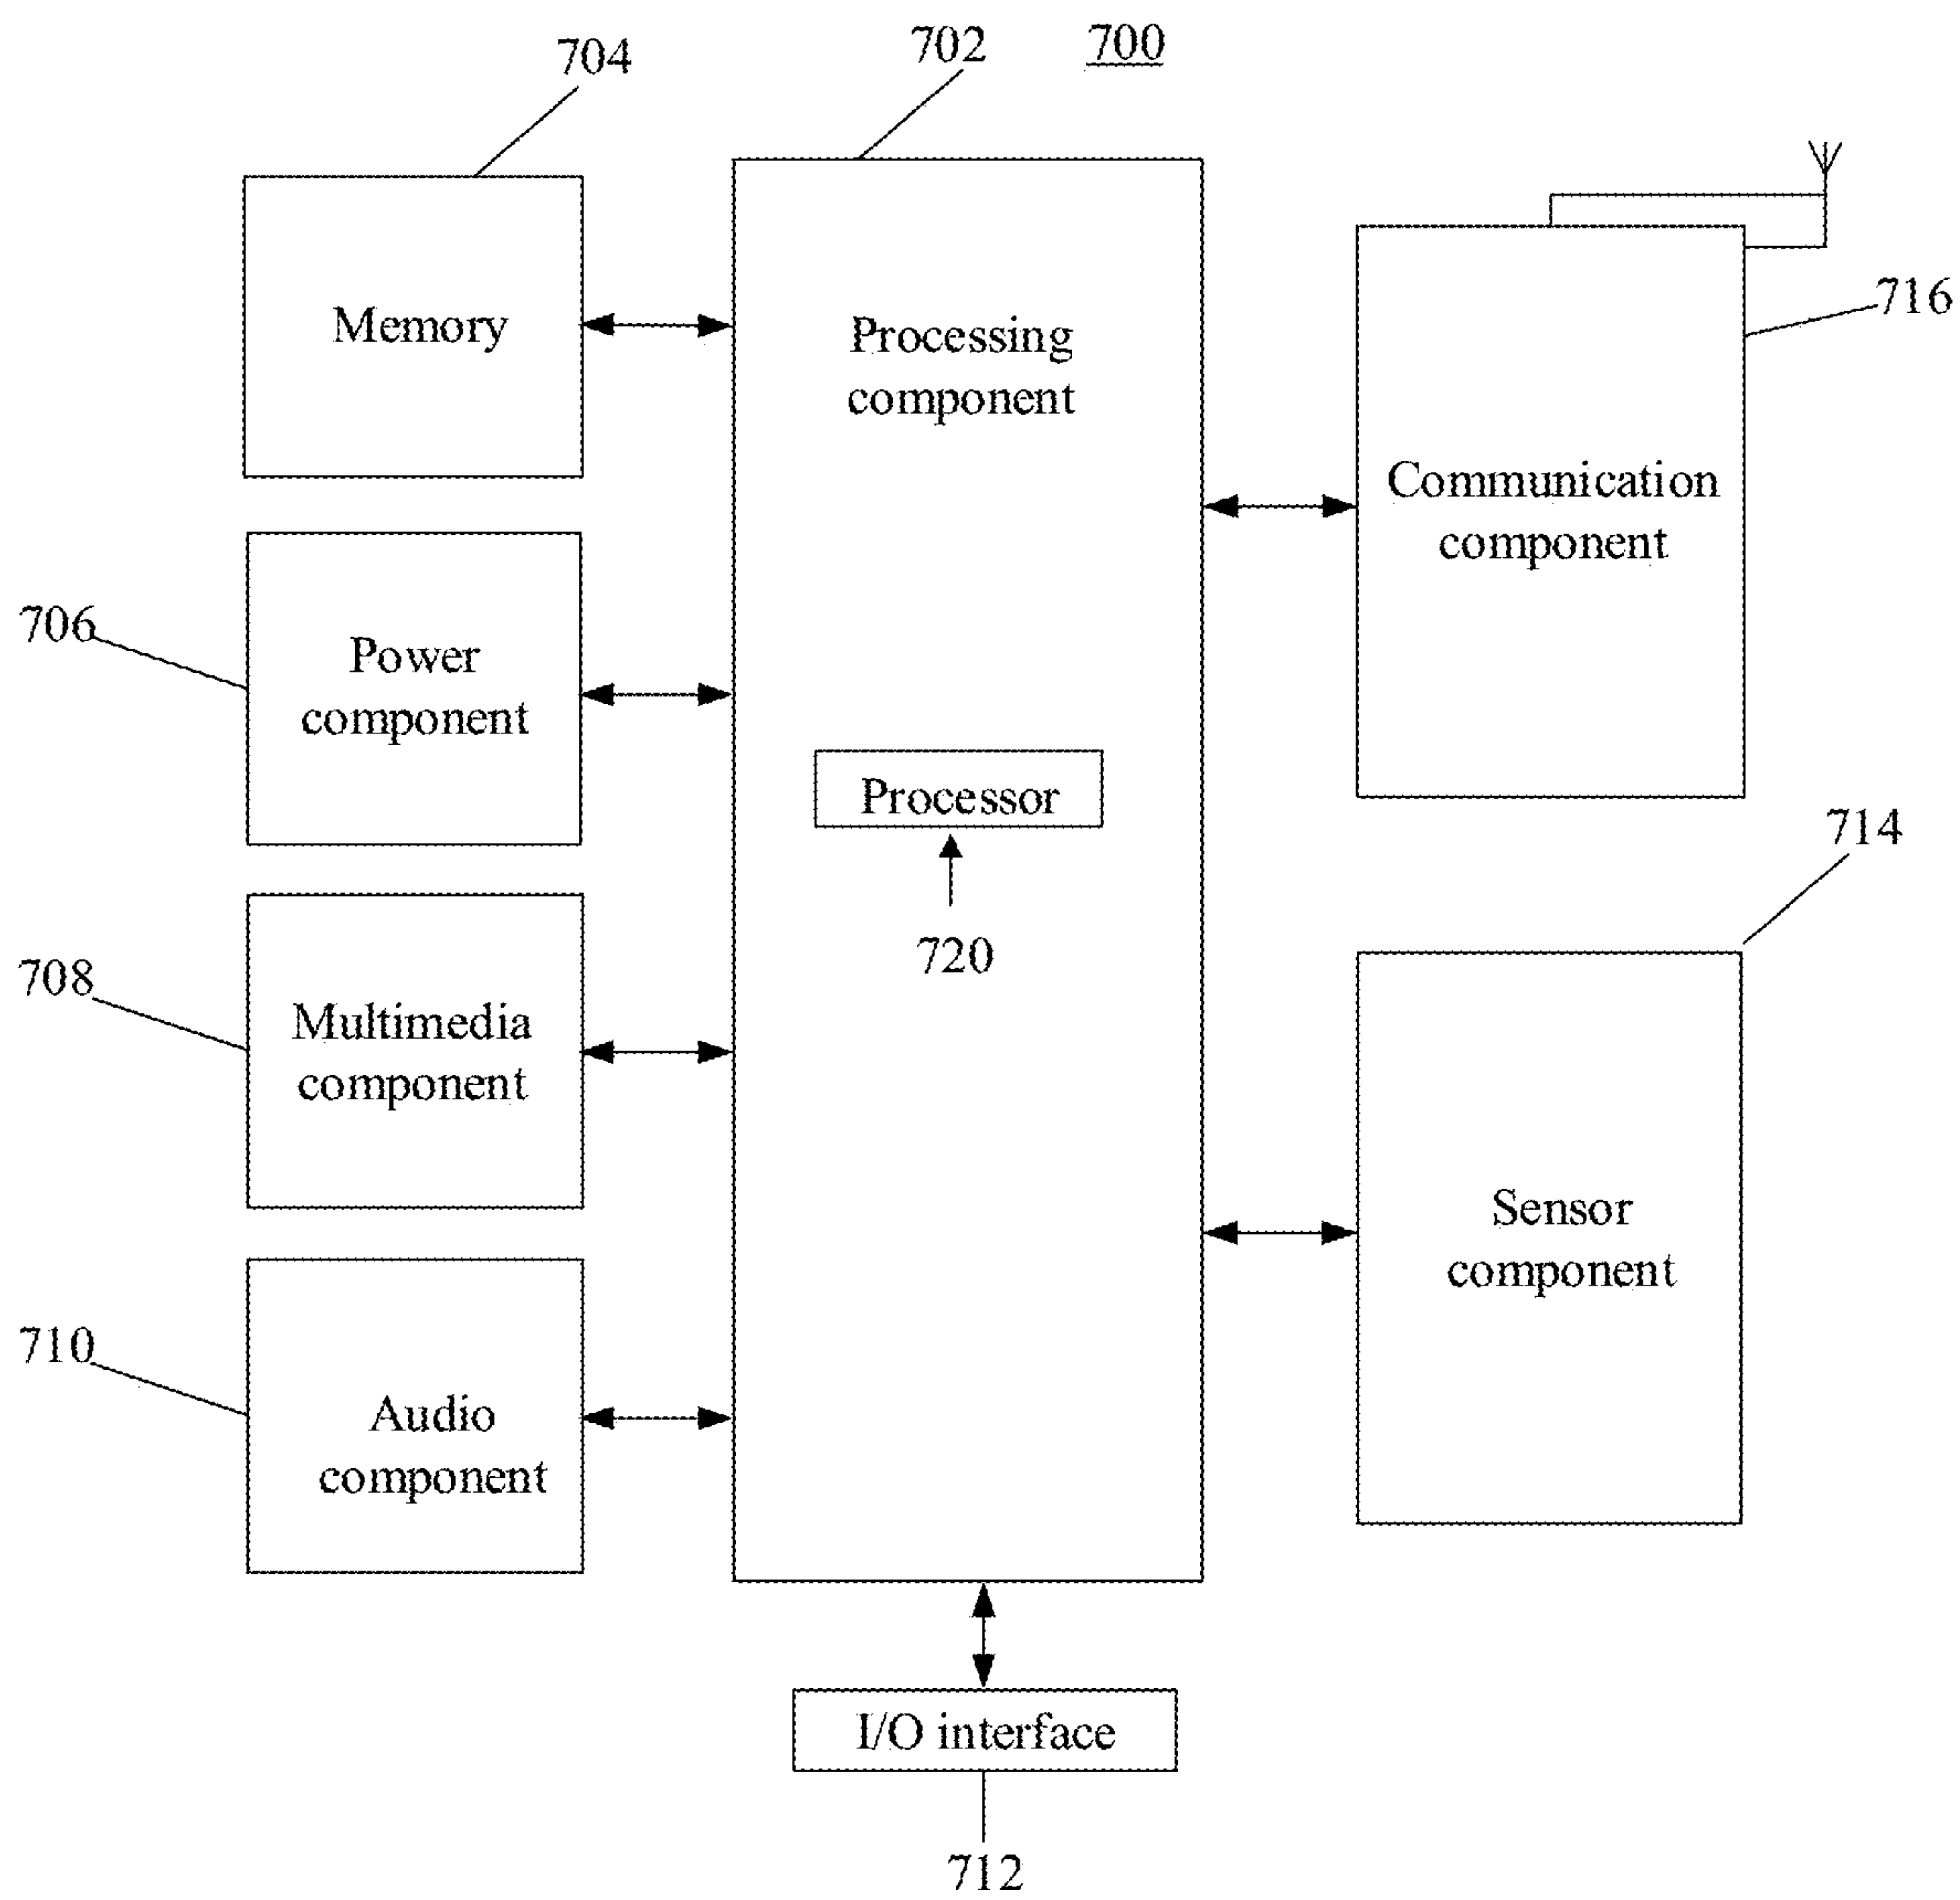 704
702
700
Memory
Processing
component
716
Communication
component
706
Power
component
Processor
720
714
708
Multimedia
component
Sensor
component
710
Audio
component
I/O interface
712